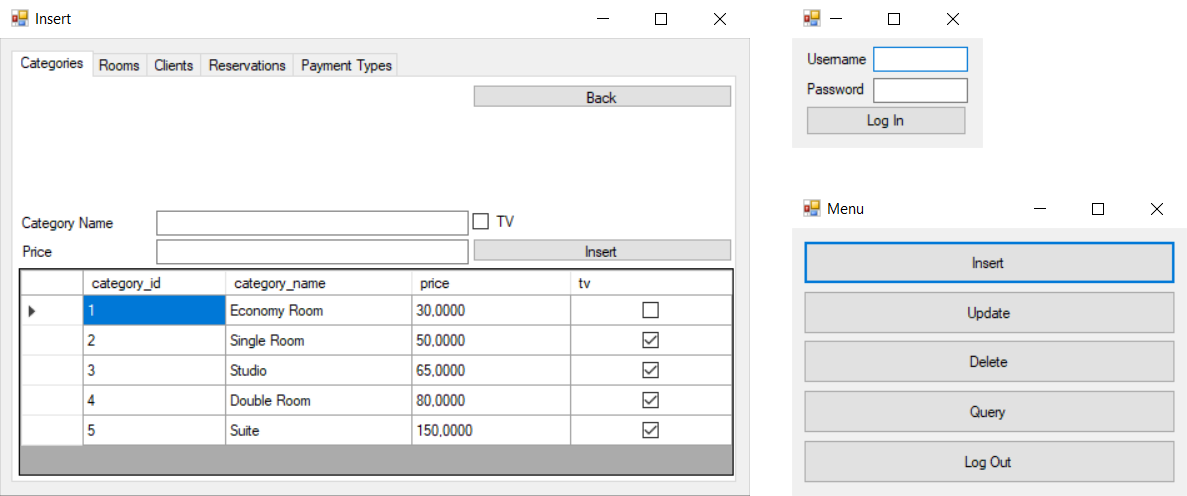 Insert
Categories Rooms Clients Reservations Payment Types
Back
Category Name TV
Price Insert
category_id category_name price tv
1 Economy Room 30,0000
2 Single Room 50,0000
3 Studio 65,0000
4 Double Room 80,0000
5 Suite 150,0000
Username
Password
Log In
Menu
Insert
Update
Delete
Query
Log Out